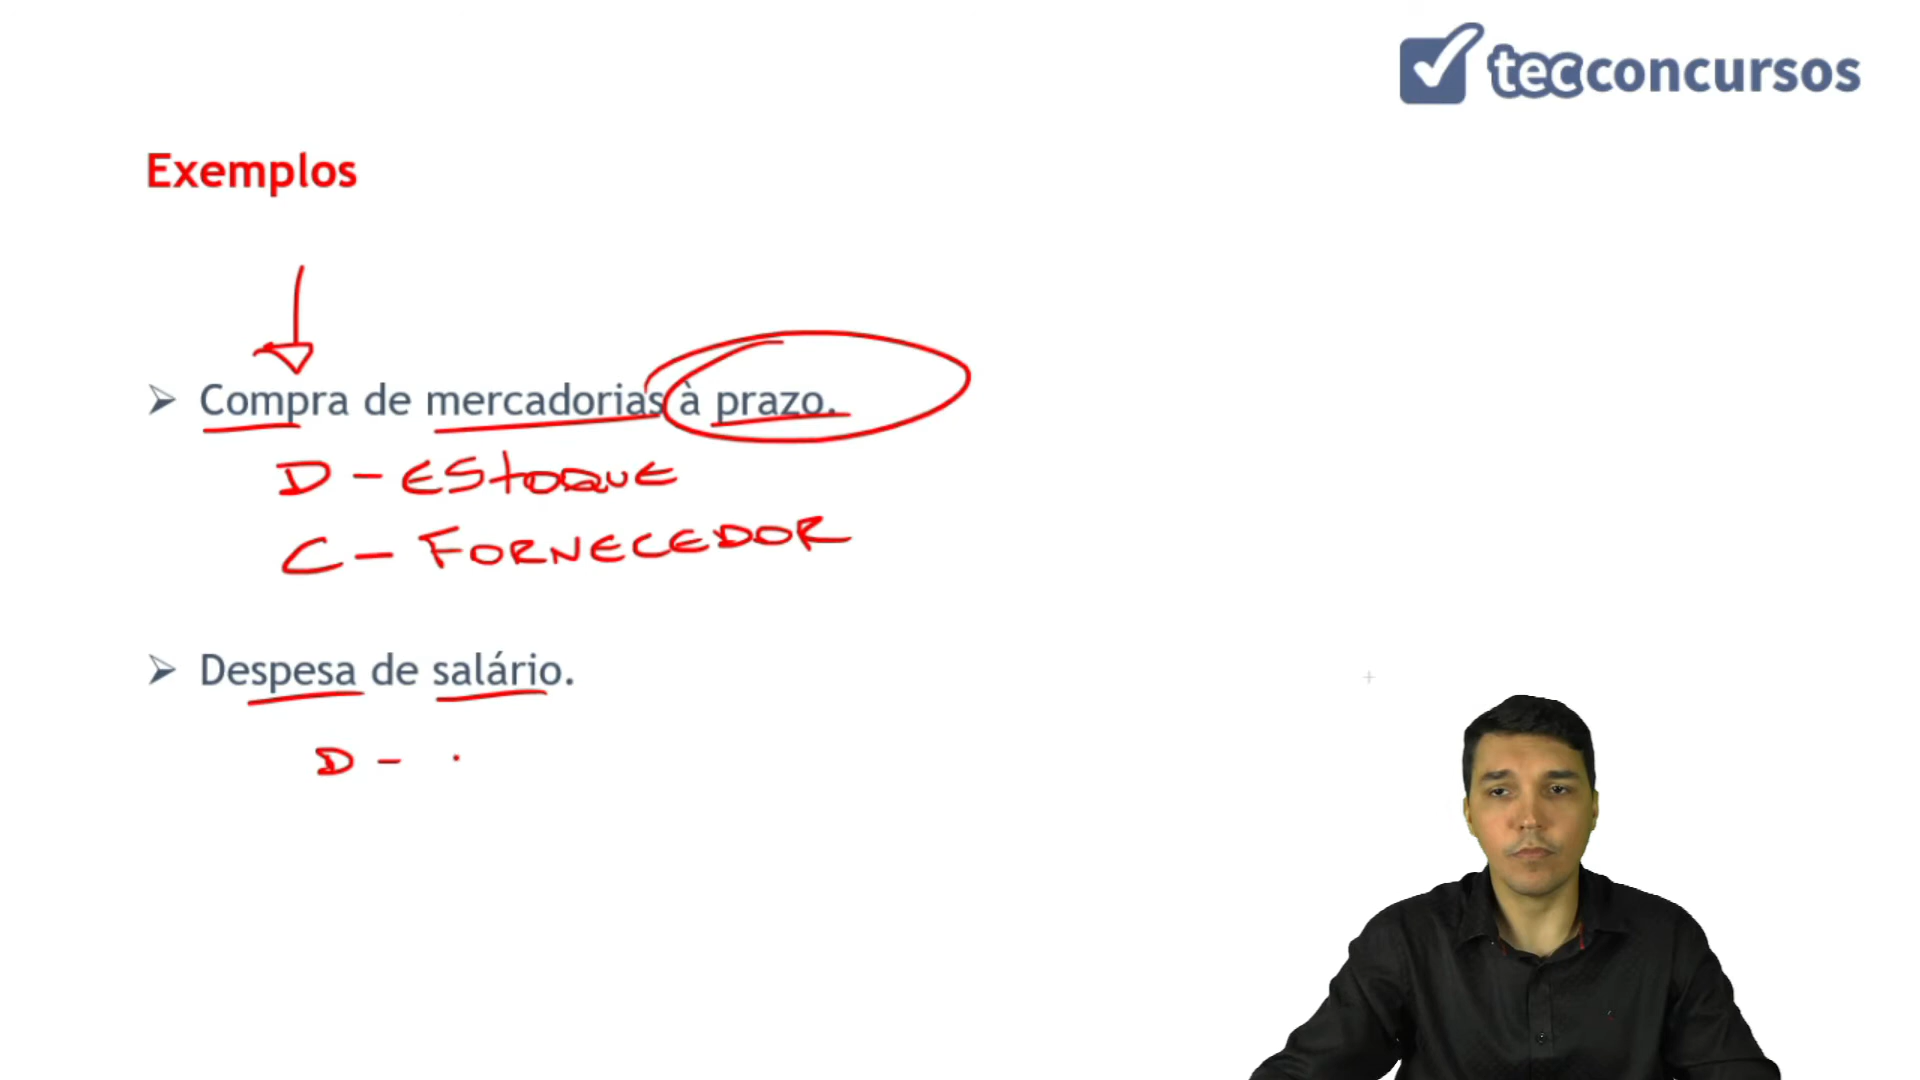 tecconcursos
Exemplos
Compra de mercadorias à prazo.
D - ESTOQUE
C - FORNECEDOR
Despesa de salário.
D -